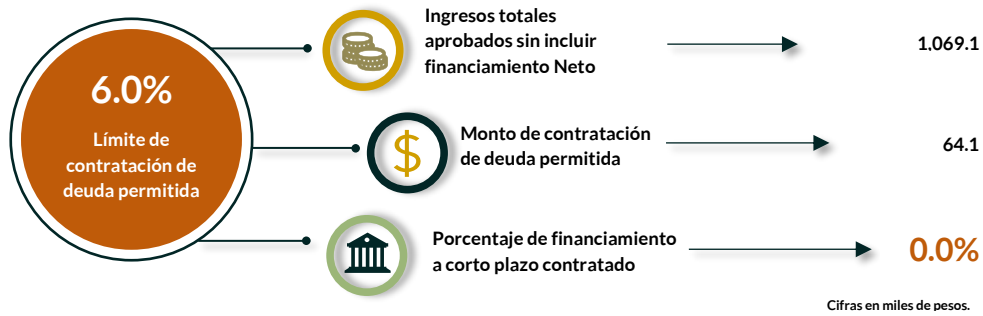 6.0%
Límite de
contratación de
deuda permitida
Ingresos totales
aprobados sin incluir
financiamiento Neto
1,069.1
$
Monto de contratación
de deuda permitida
64.1
Porcentaje de financiamiento
a corto plazo contratado
0.0%
Cifras en miles de pesos.